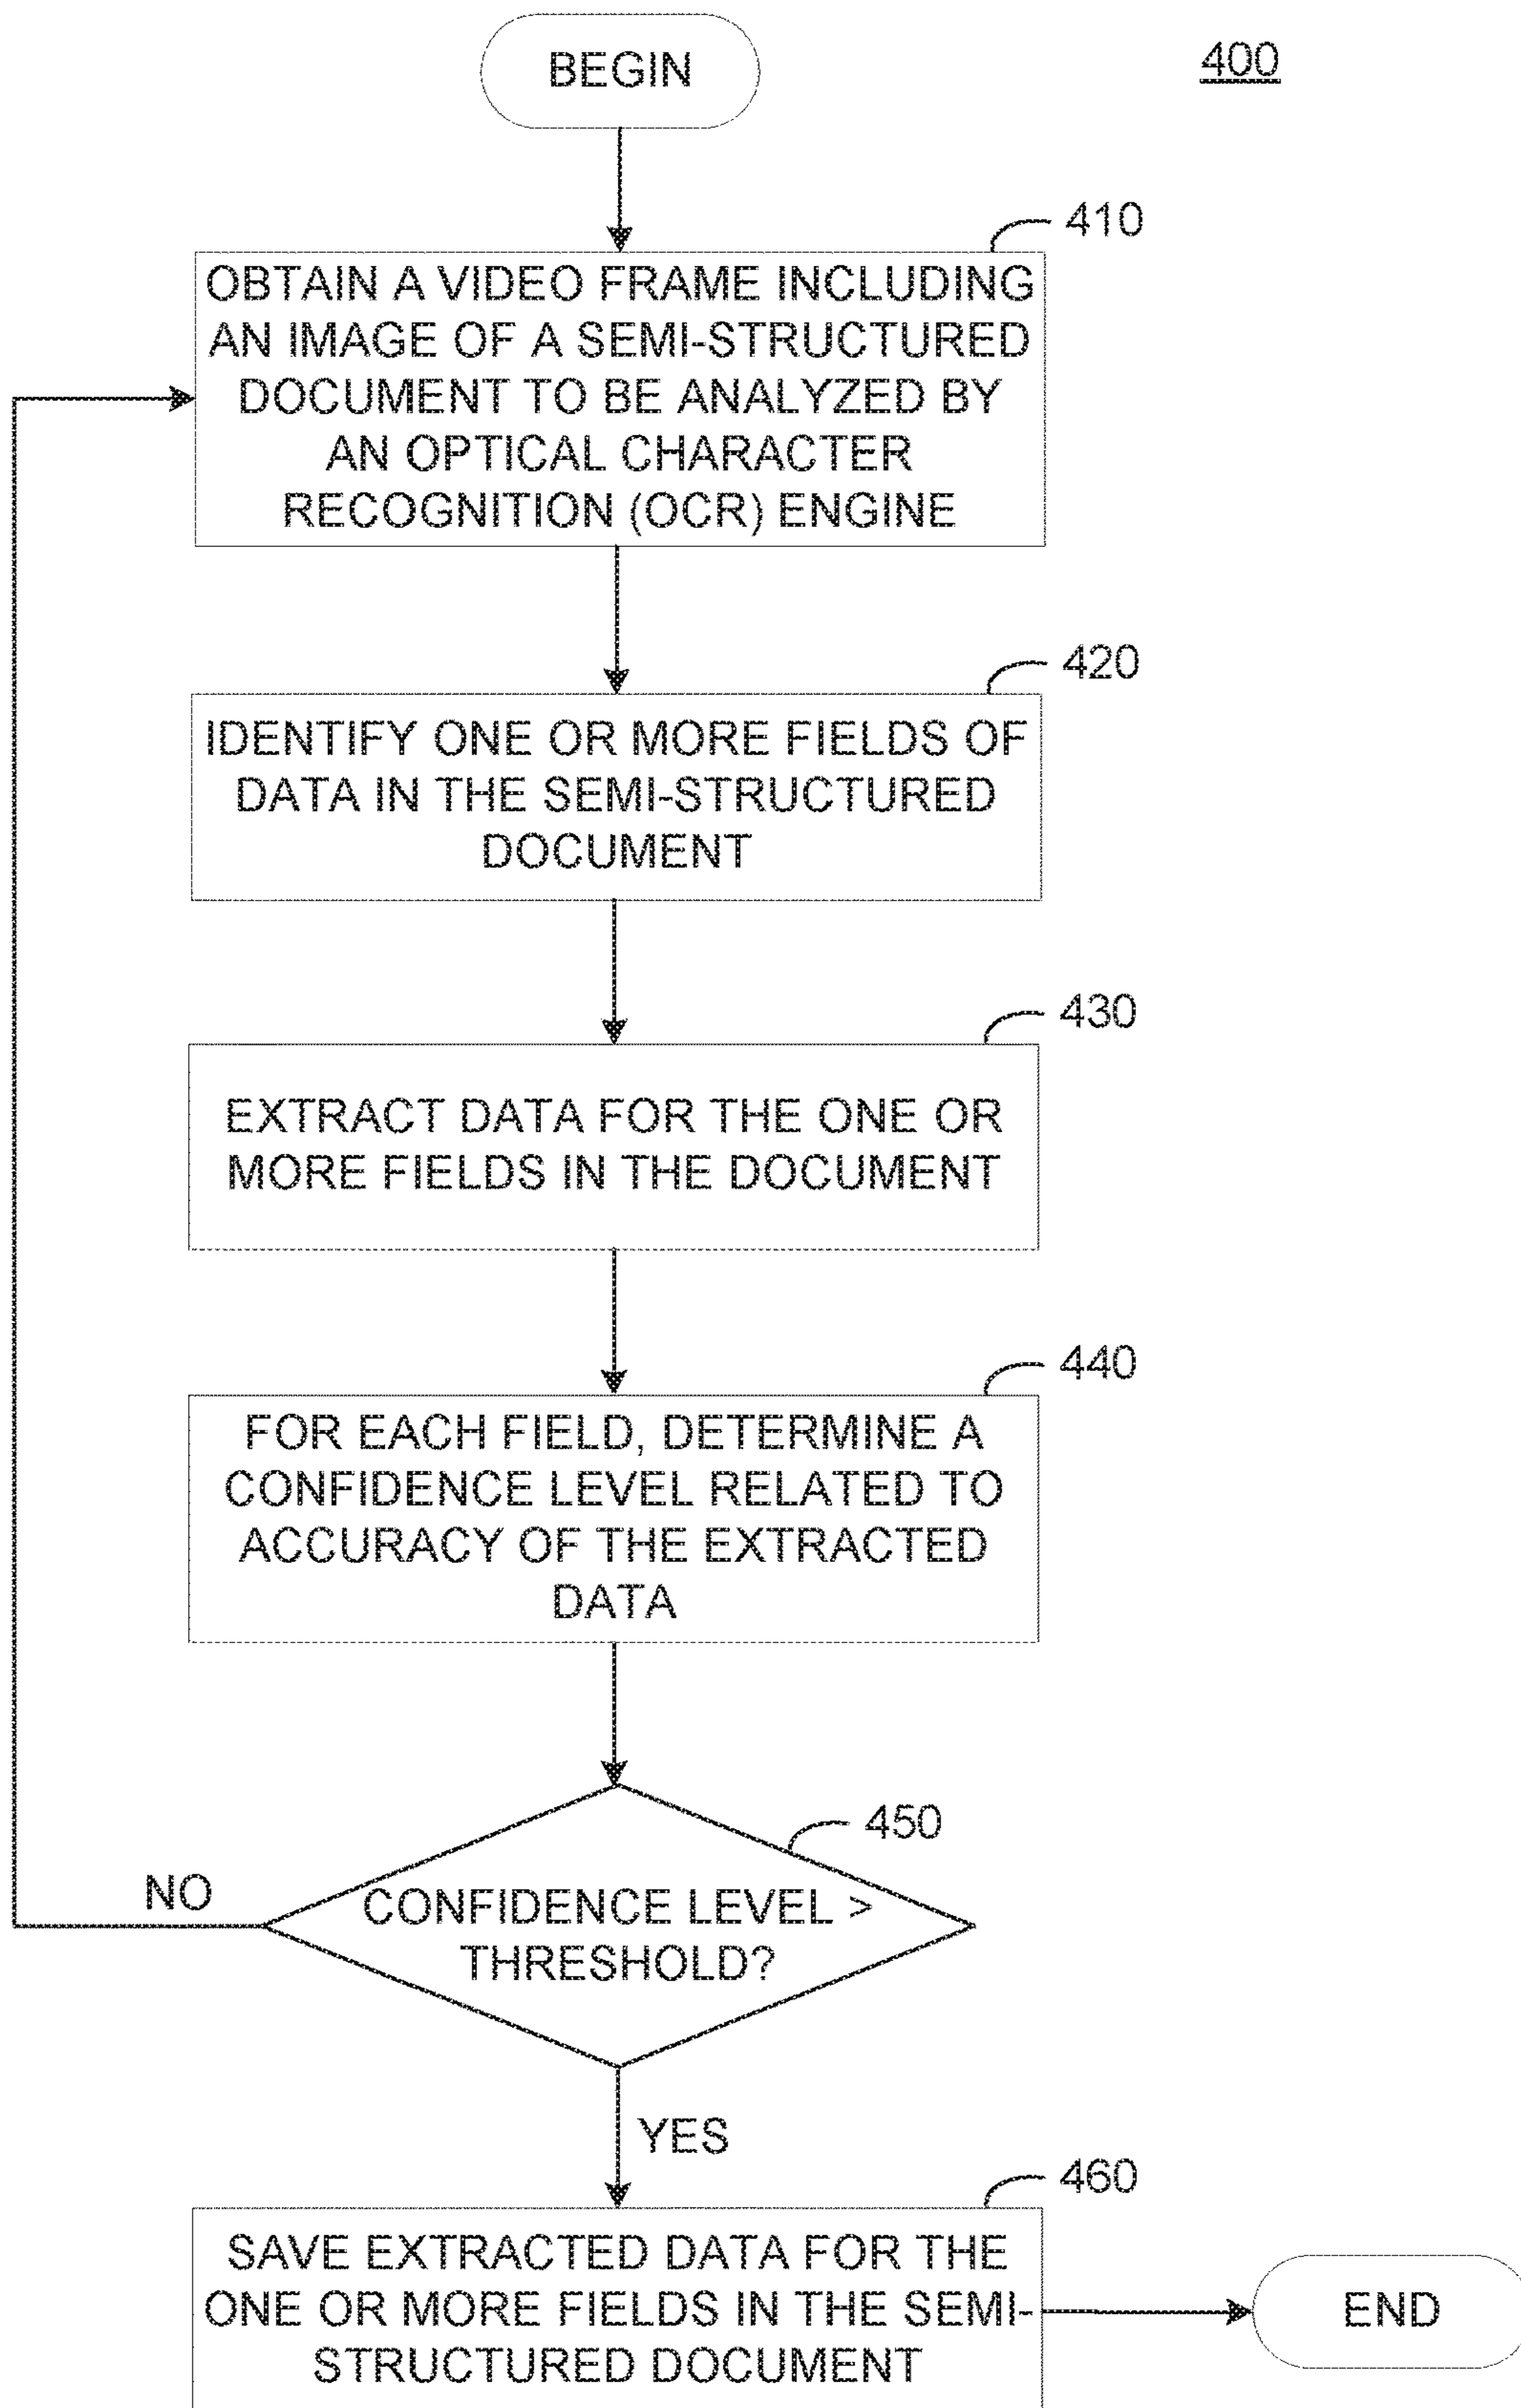 BEGIN
400
410
OBTAIN A VIDEO FRAME INCLUDING
AN IMAGE OF A SEMI-STRUCTURED
DOCUMENT TO BE ANALYZED BY
AN OPTICAL CHARACTER
RECOGNITION (OCR) ENGINE
420
IDENTIFY ONE OR MORE FIELDS OF
DATA IN THE SEMI-STRUCTURED
DOCUMENT
430
EXTRACT DATA FOR THE ONE OR
MORE FIELDS IN THE DOCUMENT
440
FOR EACH FIELD, DETERMINE A
CONFIDENCE LEVEL RELATED TO
ACCURACY OF THE EXTRACTED
DATA
450
NO
CONFIDENCE LEVEL >
THRESHOLD?
YES
460
SAVE EXTRACTED DATA FOR THE
ONE OR MORE FIELDS IN THE SEMI-
STRUCTURED DOCUMENT
END